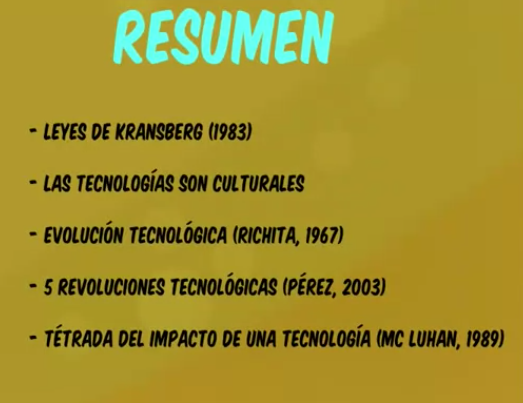 RESUMEN
- LEYES DE KRANSBERG (1983)
- LAS TECNOLOGÍAS SON CULTURALES
- EVOLUCIÓN TECNOLÓGICA (RICHITA, 1967)
- 5 REVOLUCIONES TECNOLÓGICAS (PÉREZ, 2003)
- TÉTRADA DEL IMPACTO DE UNA TECNOLOGÍA (MC LUHAN, 1989)